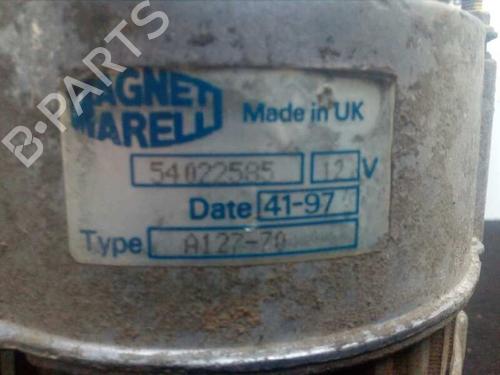 B-PARTS
MAGNETI
MARELLI
Made in UK
54022585 12 V
Date 41-97
Type A127-70